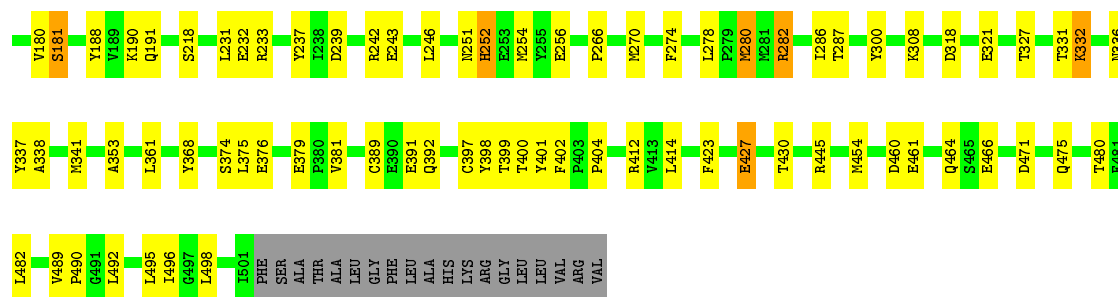 V180 S181 Y188 V189 K190 Q191 S218 L231 E232 R233 Y237 I238 D239 R242 E243 L246 N251 H252 E253 M254 Y255 E256 P266 M270 F274 L278 P279 M280 M281 R282 I286 T287 Y300 K308 D318 E321 T327 T331 K332 N336
Y337 A338 M341 A353 L361 Y368 S374 L375 E376 E379 P380 V381 C389 E390 E391 Q392 C397 Y398 T399 T400 Y401 F402 P403 P404 R412 V413 L414 F423 E427 T430 R445 M454 D460 E461 Q464 S465 E466 D471 Q475 T480
L482 V489 P490 G491 L492 L495 I496 G497 L498 I501 PHE SER ALA THR ALA LEU GLY PHE LEU ALA HIS LYS ARG GLY LEU LEU VAL ARG VAL